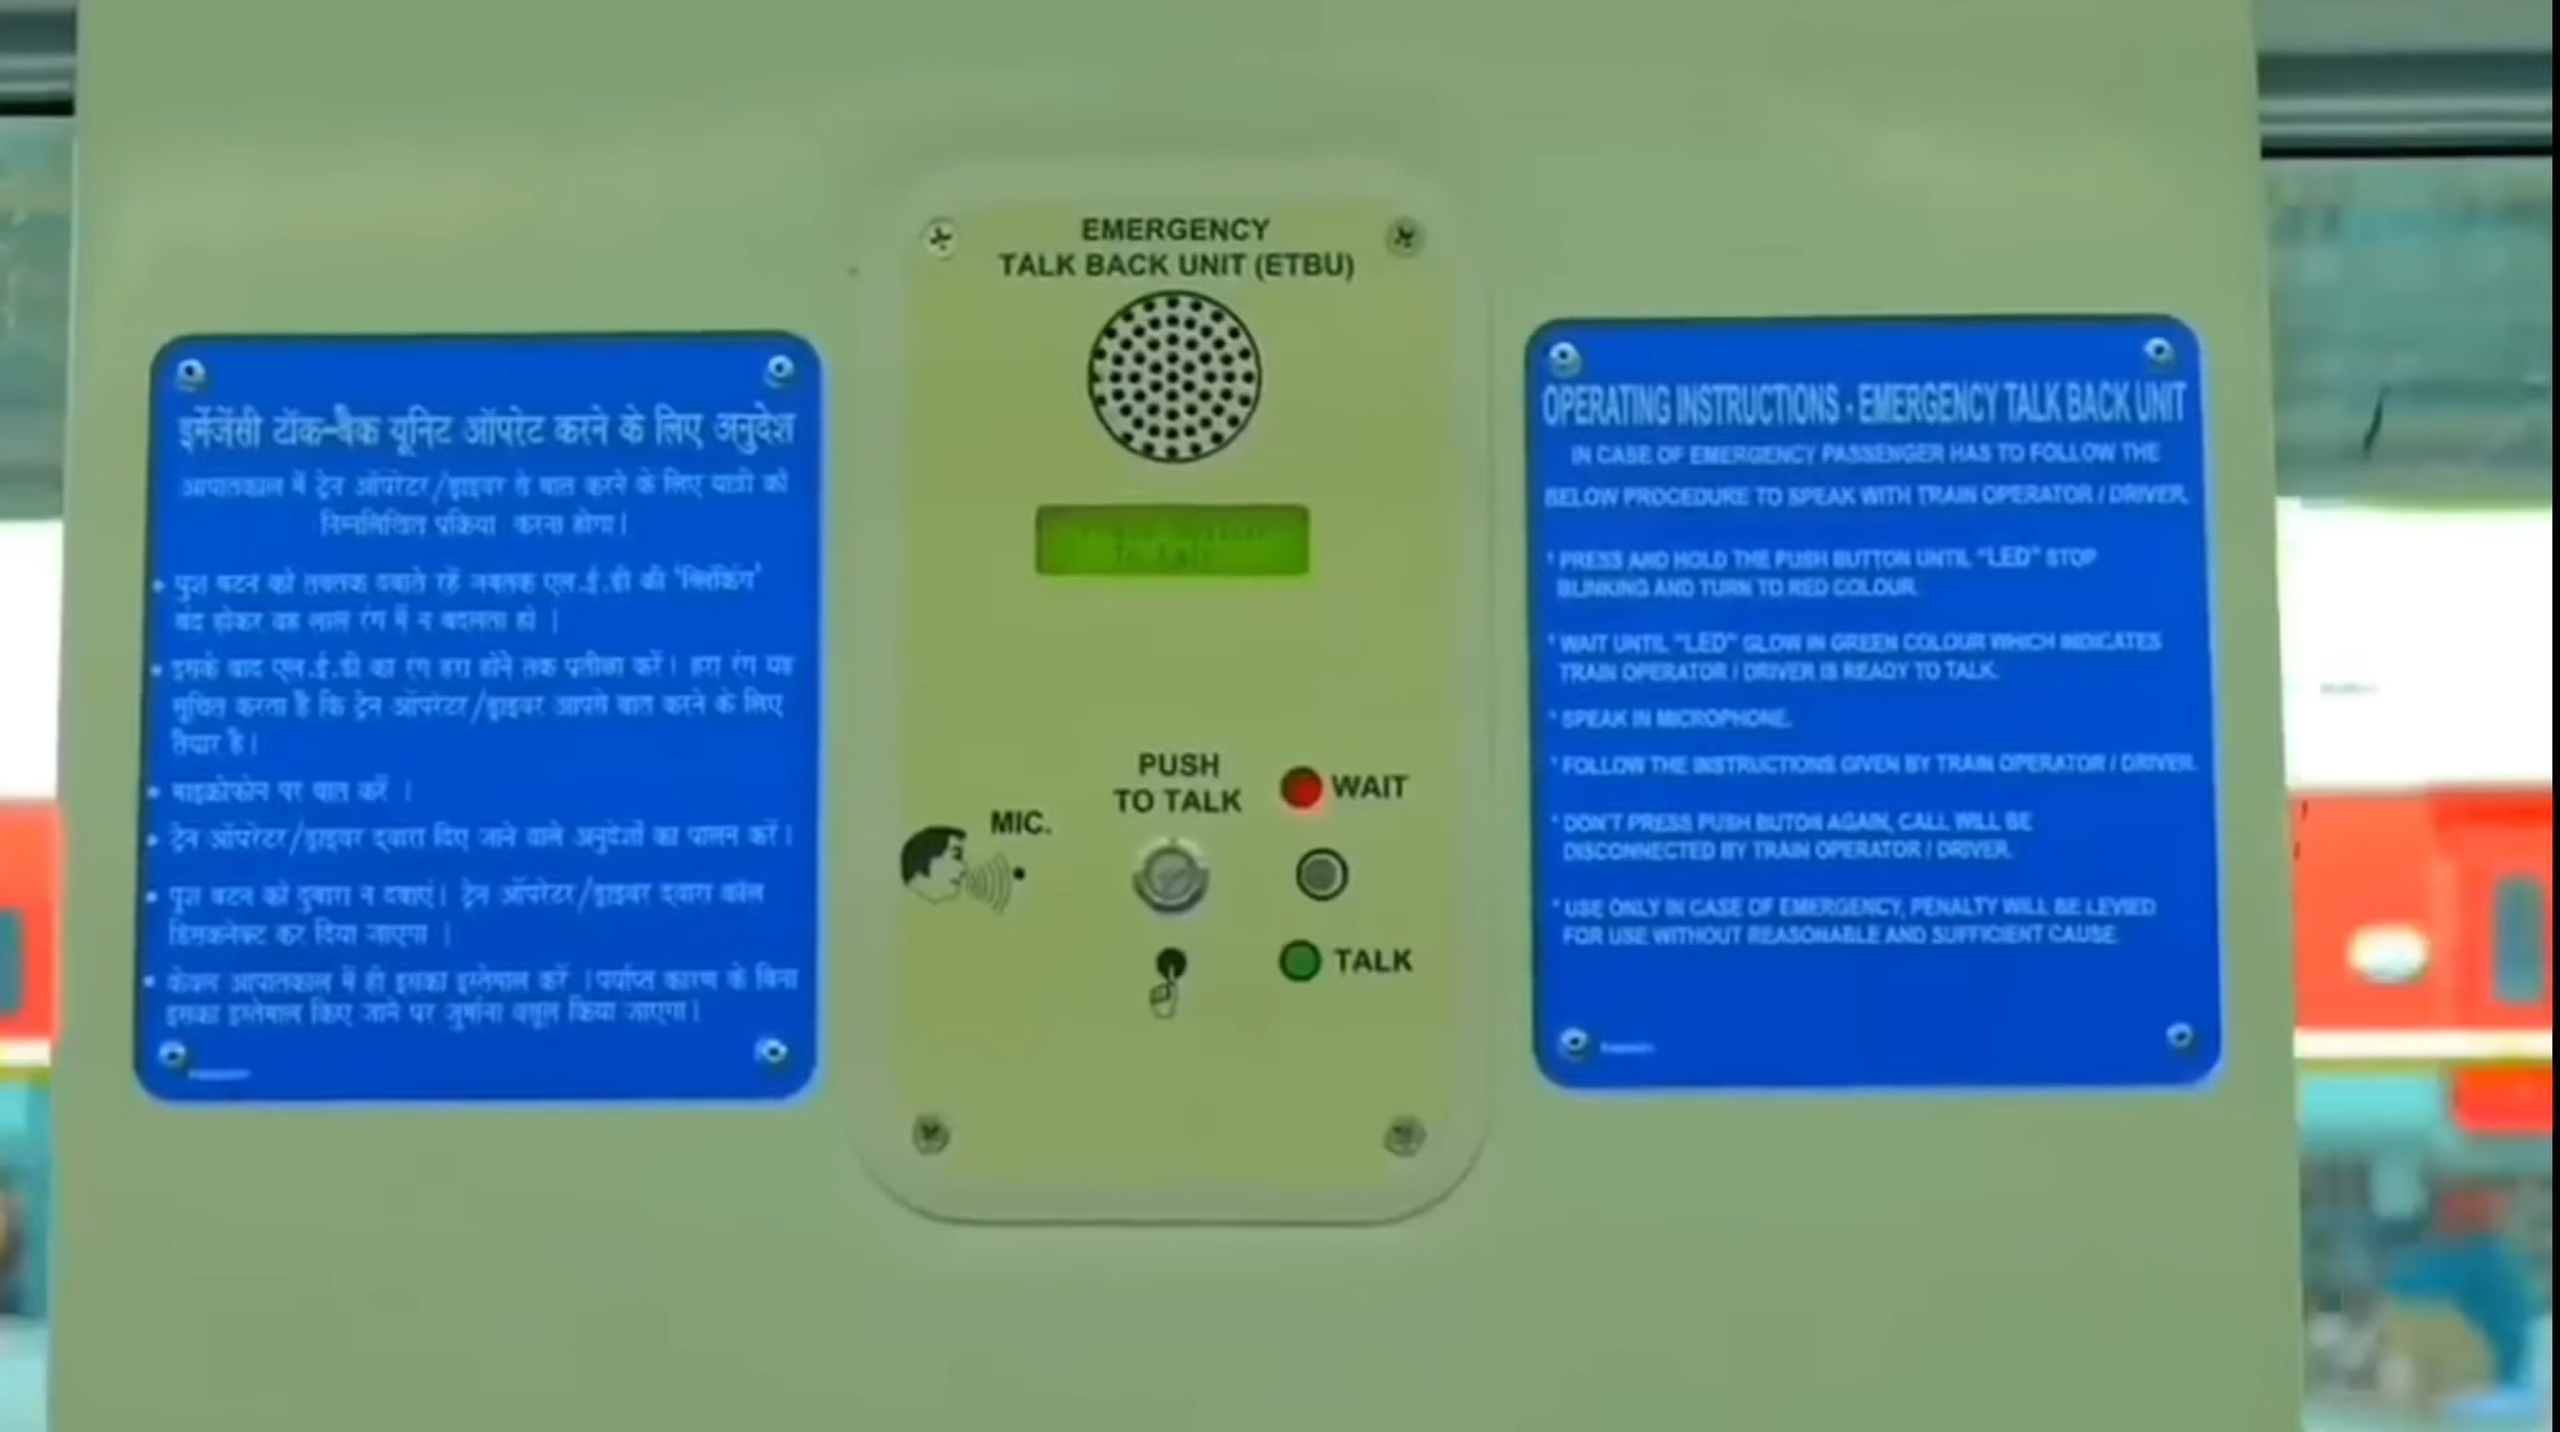 इमेंजेंसी टॉक-बैक यूनिट ऑपरेट करने के लिए अनुदेश
आपातकाल में ट्रेन ऑपरेटर/ड्राइवर से बात करने के लिए यात्री को
निम्नलिखित प्रक्रिया करना होगा।
• पुश बटन को तबतक दबाते रहें जबतक एल.ई.डी की 'ब्लिंकिंग'
बंद होकर वह लाल रंग में न बदलता हो |
• इसके बाद एल.ई.डी का रंग हरा होने तक प्रतीक्षा करें। हरा रंग यह
सूचित करता है कि ट्रेन ऑपरेटर/ड्राइवर आपसे बात करने के लिए
तैयार है।
• माइक्रोफोन पर बात करें ।
• ट्रेन ऑपरेटर/ड्राइवर द्वारा दिए जाने वाले अनुदेशों का पालन करें।
• पुश बटन को दुबारा न दबाएं। ट्रेन ऑपरेटर/ड्राइवर द्वारा कॉल
डिसकनेक्ट कर दिया जाएगा |
• केवल आपातकाल में ही इसका इस्तेमाल करें ।पर्याप्त कारण के बिना
इसका इस्तेमाल किए जाने पर जुर्माना वसूल किया जाएगा।
EMERGENCY
TALK BACK UNIT (ETBU)
To talk
PUSH
TO TALK
WAIT
MIC.
TALK
OPERATING INSTRUCTIONS - EMERGENCY TALK BACK UNIT
IN CASE OF EMERGENCY PASSENGER HAS TO FOLLOW THE
BELOW PROCEDURE TO SPEAK WITH TRAIN OPERATOR / DRIVER.
* PRESS AND HOLD THE PUSH BUTTON UNTIL "LED" STOP
BLINKING AND TURN TO RED COLOUR.
* WAIT UNTIL "LED" GLOW IN GREEN COLOUR WHICH INDICATES
TRAIN OPERATOR / DRIVER IS READY TO TALK.
* SPEAK IN MICROPHONE.
* FOLLOW THE INSTRUCTIONS GIVEN BY TRAIN OPERATOR / DRIVER.
* DON'T PRESS PUSH BUTON AGAIN, CALL WILL BE
DISCONNECTED BY TRAIN OPERATOR / DRIVER.
* USE ONLY IN CASE OF EMERGENCY, PENALTY WILL BE LEVIED
FOR USE WITHOUT REASONABLE AND SUFFICIENT CAUSE.